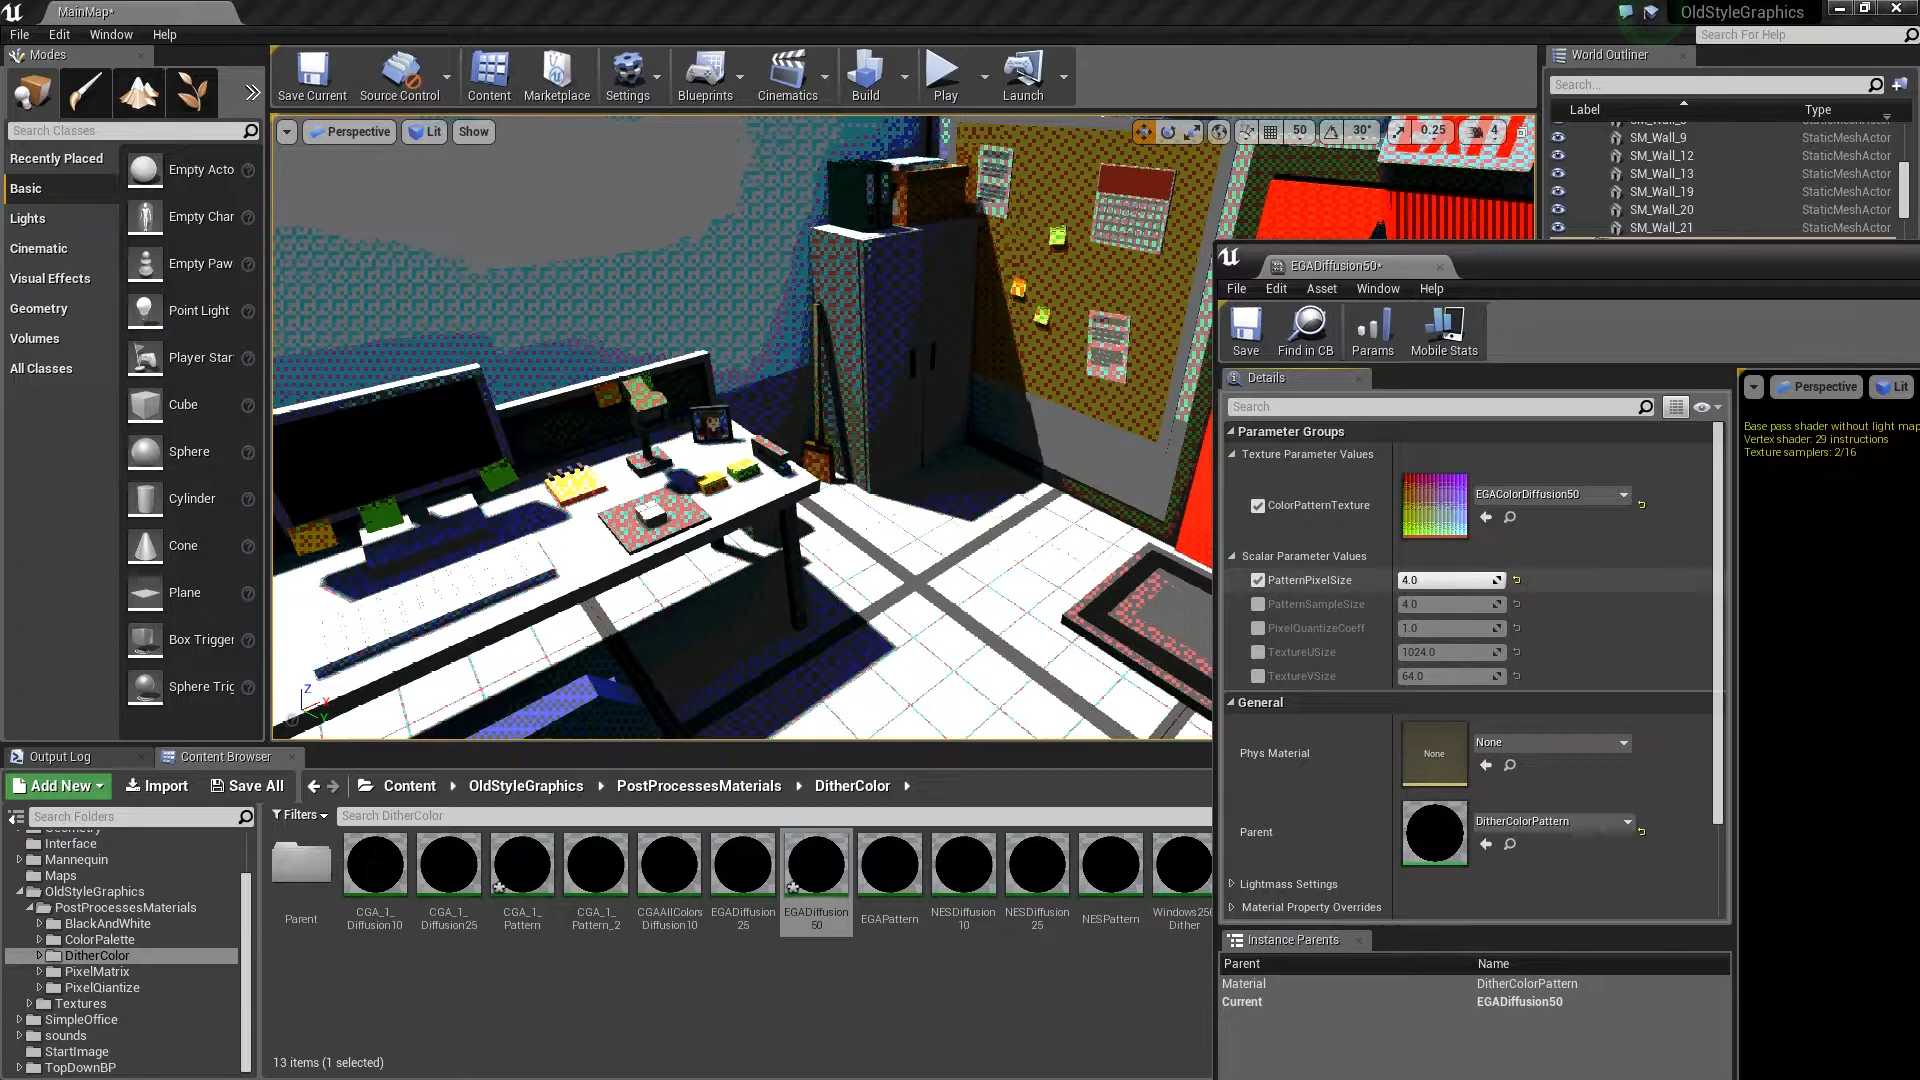 MainMap*
OldStyleGraphics
File Edit Window Help
Search For Help
Modes
Save Current
Source Control
Content
Marketplace
Settings
Blueprints
Cinematics
Build
Play
Launch
World Outliner
Search...
Label Type
SM_Wall_9 StaticMeshActor
SM_Wall_12 StaticMeshActor
SM_Wall_13 StaticMeshActor
SM_Wall_19 StaticMeshActor
SM_Wall_20 StaticMeshActor
SM_Wall_21 StaticMeshActor
Search Classes
Recently Placed
Basic
Lights
Cinematic
Visual Effects
Geometry
Volumes
All Classes
Empty Acto
Empty Char
Empty Paw
Point Light
Player Star
Cube
Sphere
Cylinder
Cone
Plane
Box Trigger
Sphere Trig
Perspective Lit Show
50 30° 0.25 4
Z
X
Y
EGADiffusion50*
File Edit Asset Window Help
Save
Find in CB
Params
Mobile Stats
Details
Search
Parameter Groups
Texture Parameter Values
ColorPatternTexture
EGAColorDiffusion50
Scalar Parameter Values
PatternPixelSize 4.0
PatternSampleSize 4.0
PixelQuantizeCoeff 1.0
TextureUSize 1024.0
TextureVSize 64.0
General
Phys Material
None
None
Parent
DitherColorPattern
Lightmass Settings
Material Property Overrides
Instance Parents
Parent Name
Material DitherColorPattern
Current EGADiffusion50
Perspective Lit
Base pass shader without light map
Vertex shader: 29 instructions
Texture samplers: 2/16
Output Log
Content Browser
Add New
Import
Save All
Content OldStyleGraphics PostProcessesMaterials DitherColor
Search Folders
Filters
Search DitherColor
Geometry
Interface
Mannequin
Maps
OldStyleGraphics
PostProcessesMaterials
BlackAndWhite
ColorPalette
DitherColor
PixelMatrix
PixelQiantize
Textures
SimpleOffice
sounds
StartImage
TopDownBP
Parent
CGA_1_
Diffusion10
CGA_1_
Diffusion25
CGA_1_
Pattern
CGA_1_
Pattern_2
CGAAllColors
Diffusion10
EGADiffusion
25
EGADiffusion
50
EGAPattern
NESDiffusion
10
NESDiffusion
25
NESPattern
Windows256
Dither
13 items (1 selected)